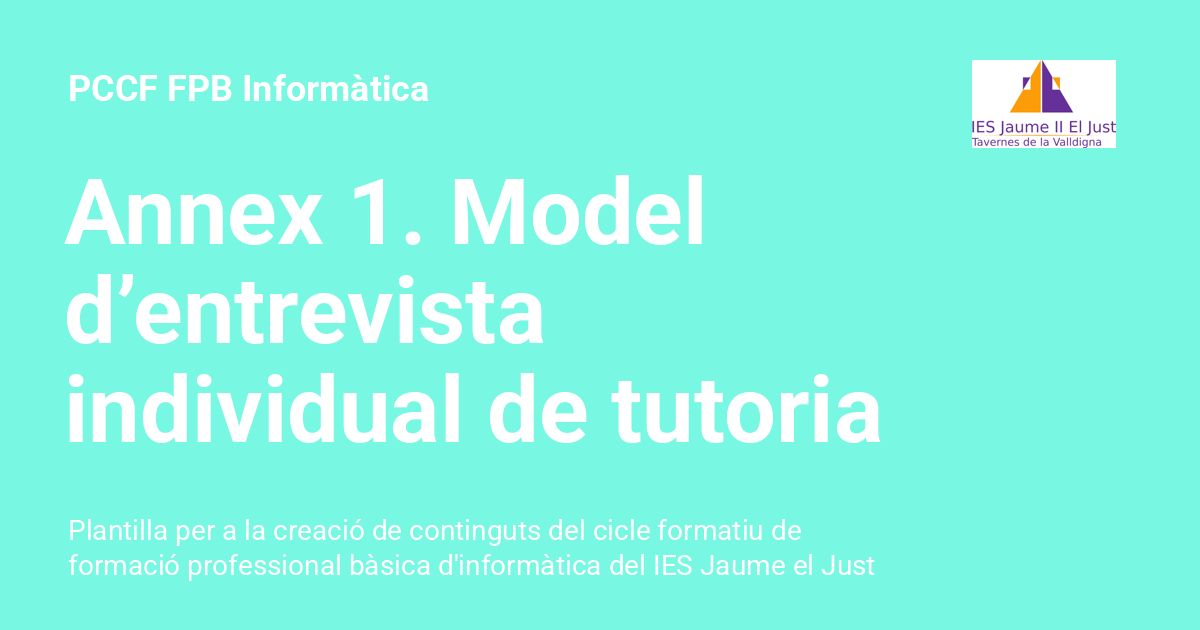 PCCF FPB Informàtica
IES Jaume II El Just
Tavernes de la Valldigna
Annex 1. Model
d’entrevista
individual de tutoria
Plantilla per a la creació de continguts del cicle formatiu de
formació professional bàsica d'informàtica del IES Jaume el Just